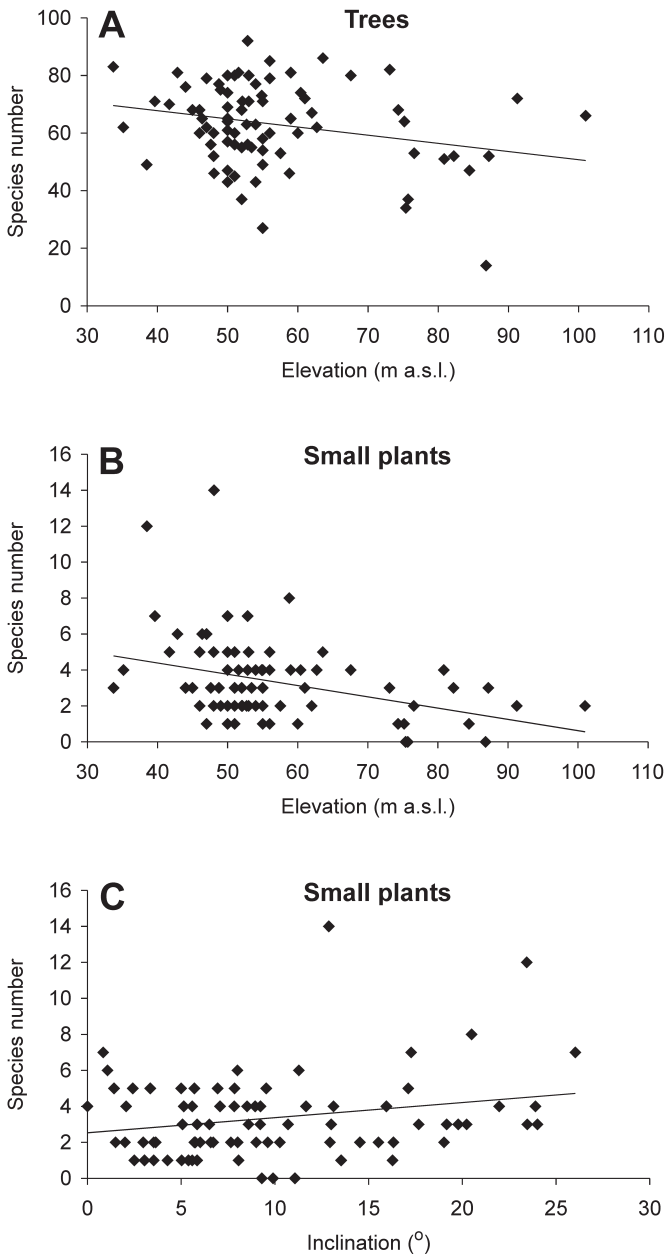 A Trees
100
80
60
40
20
0
Species number
30 40 50 60 70 80 90 100 110
Elevation (m a.s.l.)
B Small plants
16
14
12
10
8
6
4
2
0
Species number
30 40 50 60 70 80 90 100 110
Elevation (m a.s.l.)
C Small plants
16
14
12
10
8
6
4
2
0
Species number
0 5 10 15 20 25 30
Inclination (o)